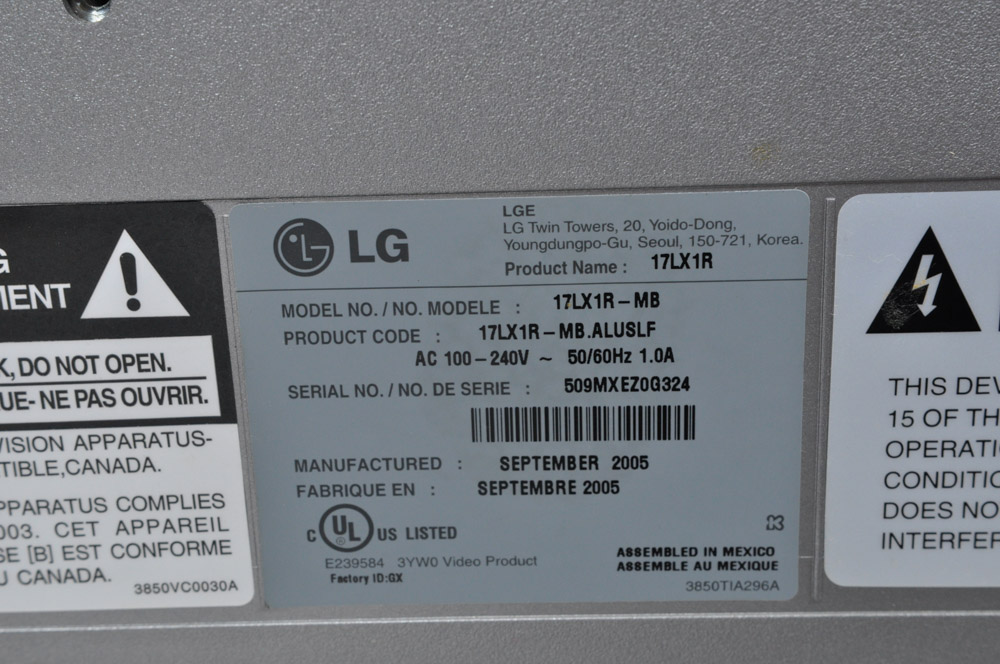 G
MENT
K, DO NOT OPEN.
UE- NE PAS OUVRIR.
VISION APPARATUS-
TIBLE,CANADA.
PPARATUS COMPLIES
003. CET APPAREIL
SE [B] EST CONFORME
U CANADA.
3850VC0030A
LG
LGE
LG Twin Towers, 20, Yoido-Dong,
Youngdungpo-Gu, Seoul, 150-721, Korea.
Product Name : 17LX1R
MODEL NO. / NO. MODELE : 17LX1R-MB
PRODUCT CODE : 17LX1R-MB.ALUSLF
AC 100-240V ~ 50/60Hz 1.0A
SERIAL NO. / NO. DE SERIE : 509MXEZ0G324
MANUFACTURED : SEPTEMBER 2005
FABRIQUE EN : SEPTEMBRE 2005
C UL US LISTED
E239584 3YW0 Video Product
Factory ID:GX
ASSEMBLED IN MEXICO
ASSEMBLE AU MEXIQUE
3850TIA296A
THIS DEV
15 OF TH
OPERATI
CONDITIO
DOES NO
INTERFER